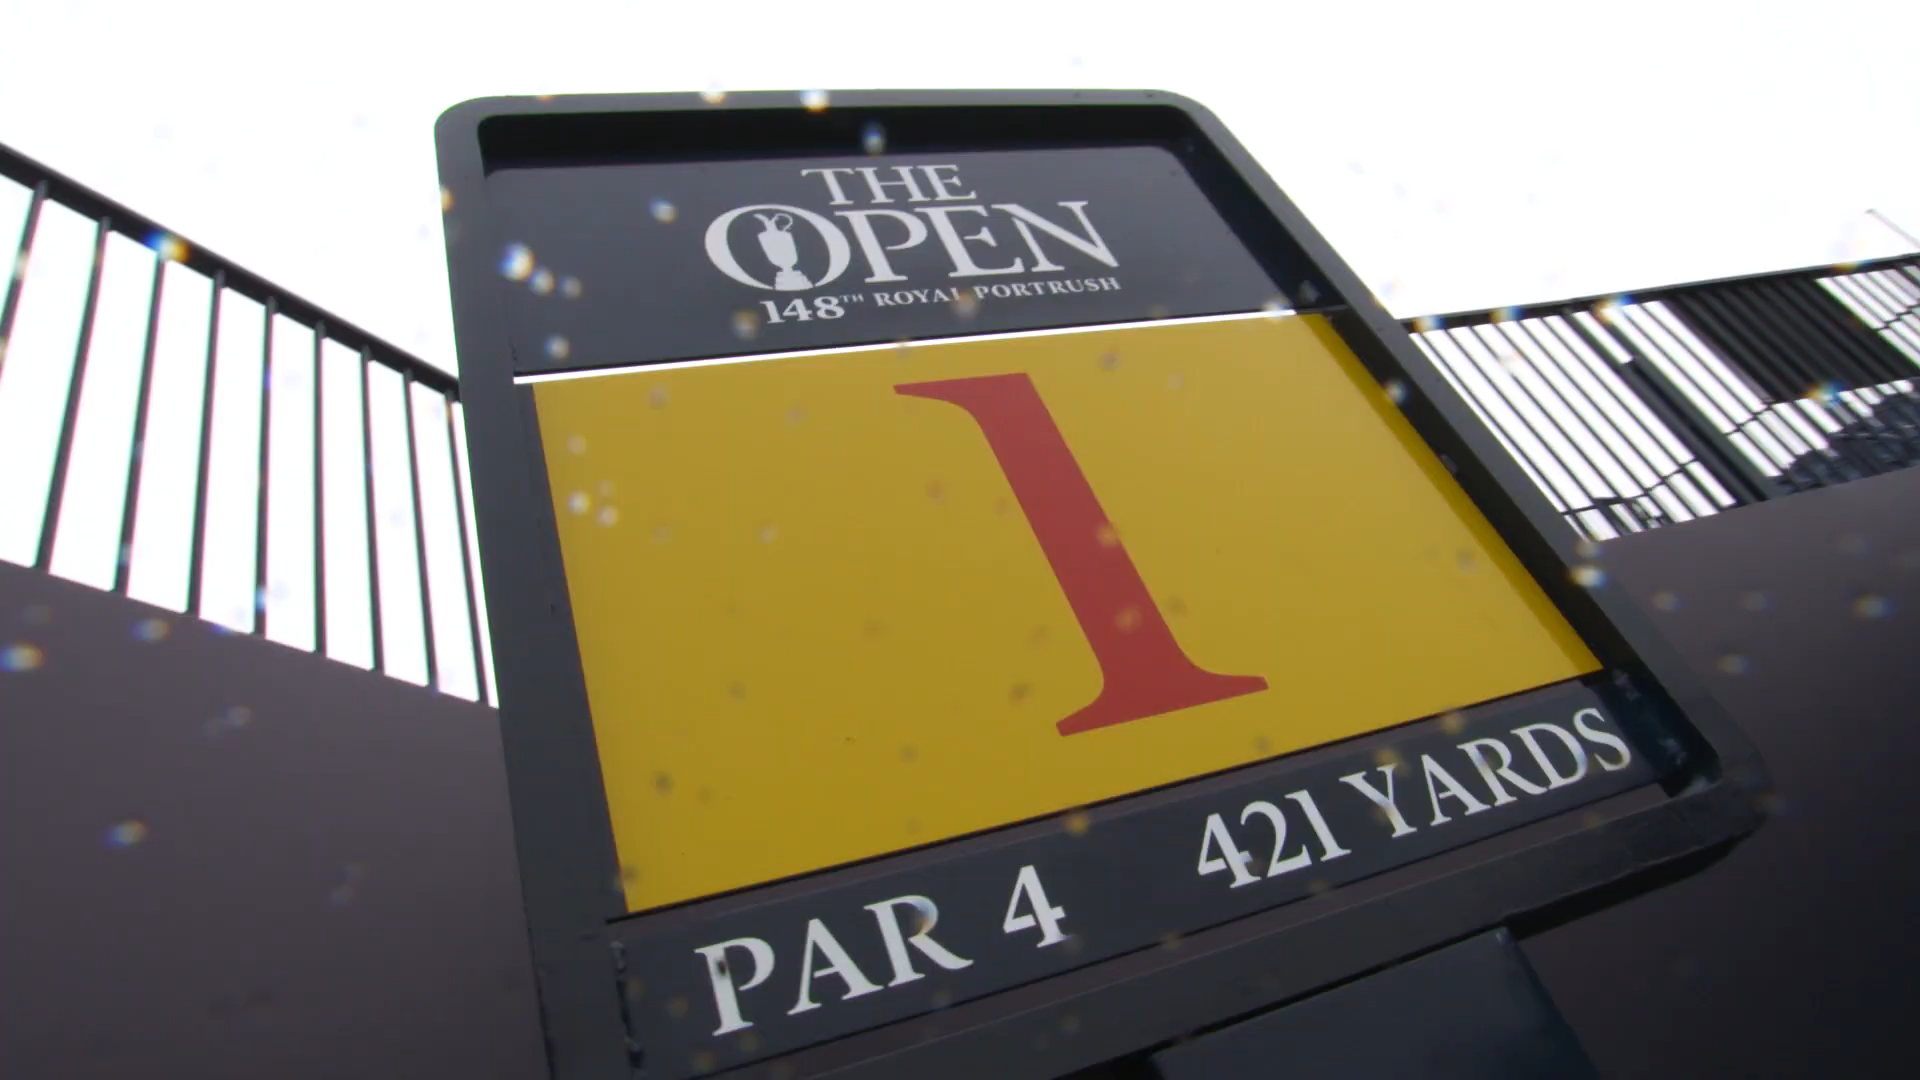 THE
OPEN
148TH ROYAL PORTRUSH
1
PAR 4 421 YARDS